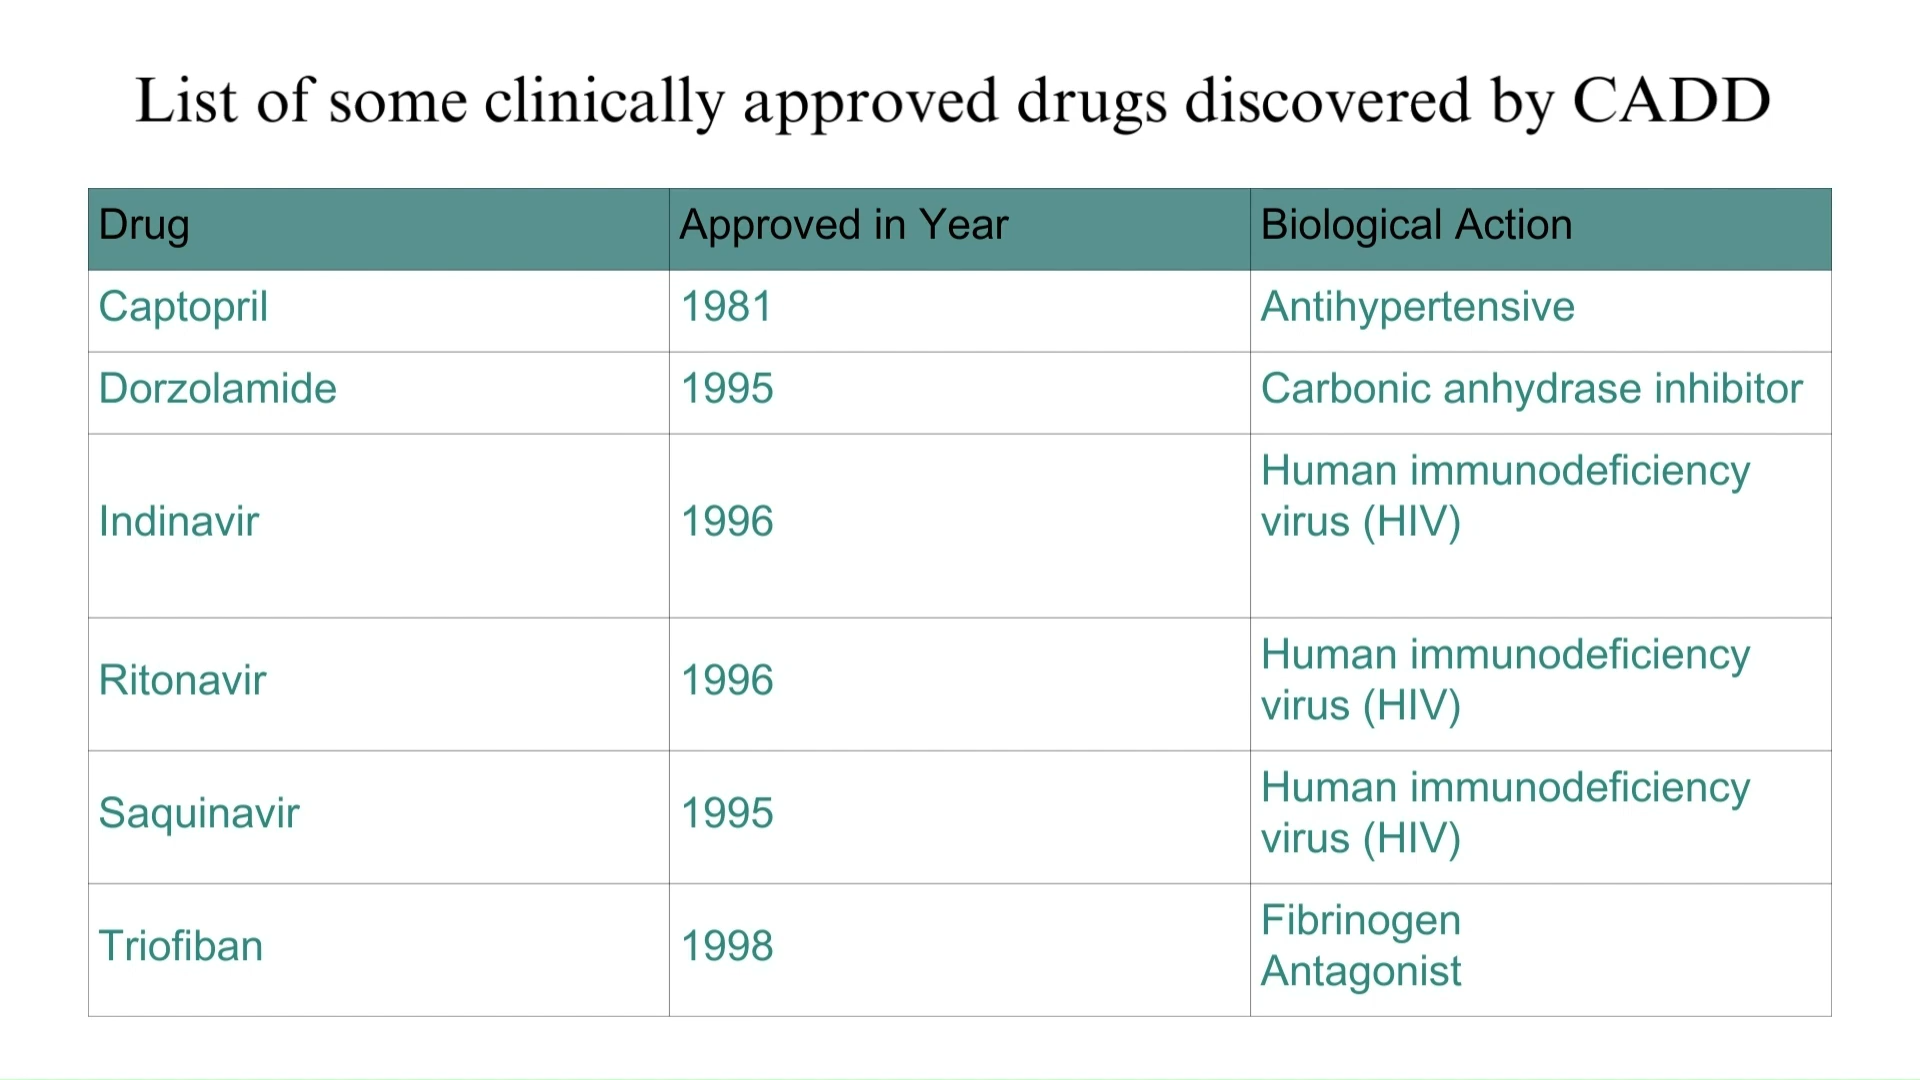 List of some clinically approved drugs discovered by CADD
Drug Approved in Year Biological Action
Captopril 1981 Antihypertensive
Dorzolamide 1995 Carbonic anhydrase inhibitor
Indinavir 1996 Human immunodeficiency
virus (HIV)
Ritonavir 1996 Human immunodeficiency
virus (HIV)
Saquinavir 1995 Human immunodeficiency
virus (HIV)
Triofiban 1998 Fibrinogen
Antagonist